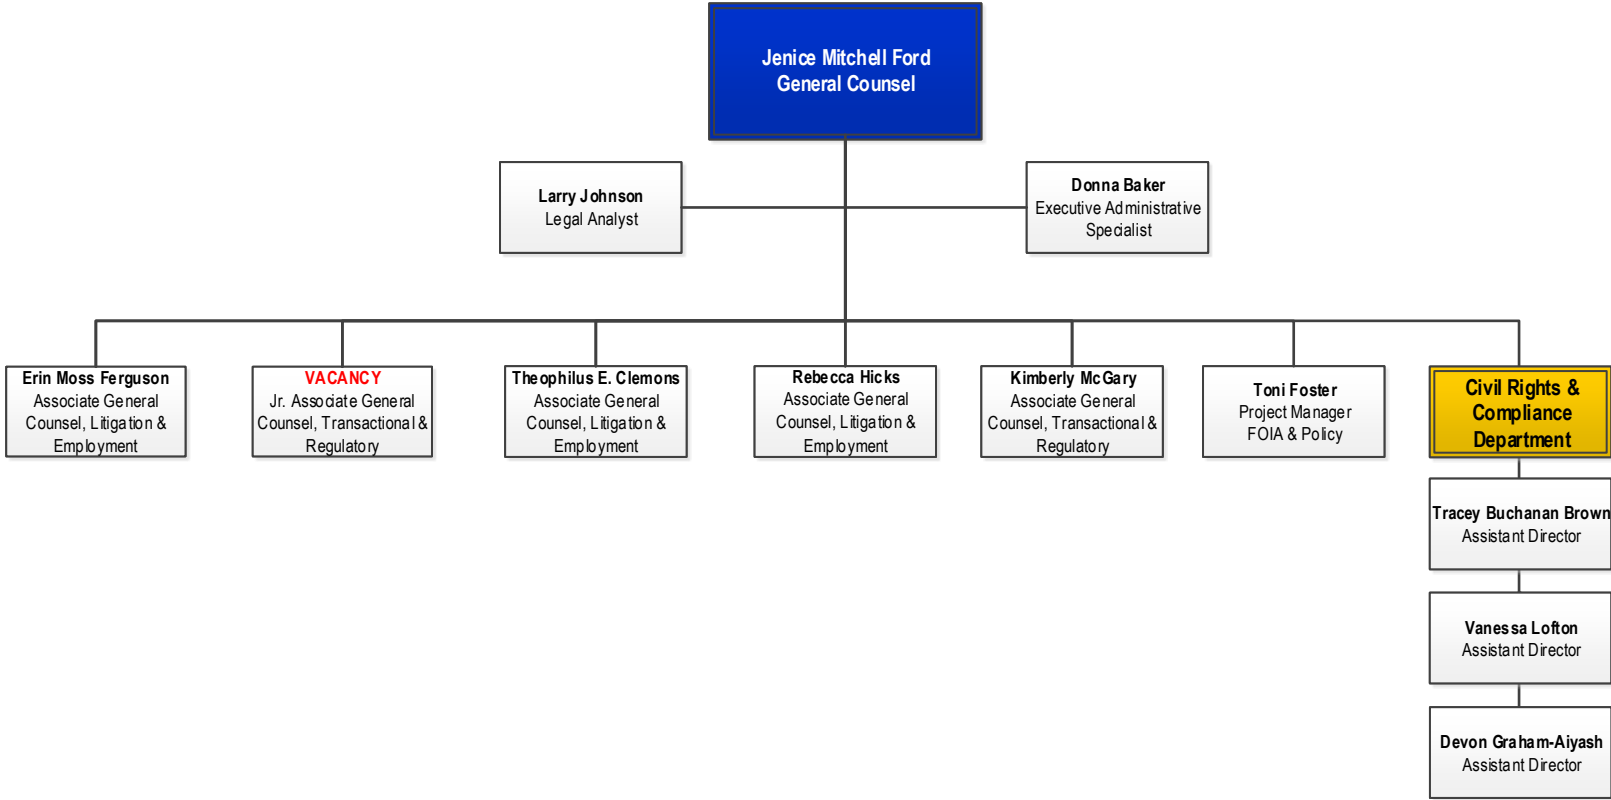 Jenice Mitchell Ford
General Counsel
Larry Johnson
Legal Analyst
Donna Baker
Executive Administrative
Specialist
Erin Moss Ferguson
Associate General
Counsel, Litigation &
Employment
VACANCY
Jr. Associate General
Counsel, Transactional &
Regulatory
Theophilus E. Clemons
Associate General
Counsel, Litigation &
Employment
Rebecca Hicks
Associate General
Counsel, Litigation &
Employment
Kimberly McGary
Associate General
Counsel, Transactional &
Regulatory
Toni Foster
Project Manager
FOIA & Policy
Civil Rights &
Compliance
Department
Tracey Buchanan Brown
Assistant Director
Vanessa Lofton
Assistant Director
Devon Graham-Aiyash
Assistant Director